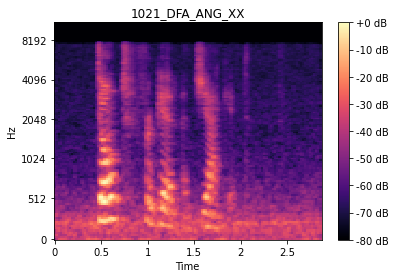 1021_DFA_ANG_XX
+0 dB
-10 dB
-20 dB
-30 dB
-40 dB
-50 dB
-60 dB
-70 dB
-80 dB
8192
4096
2048
1024
512
0
Hz
0
0.5
1
1.5
2
2.5
Time